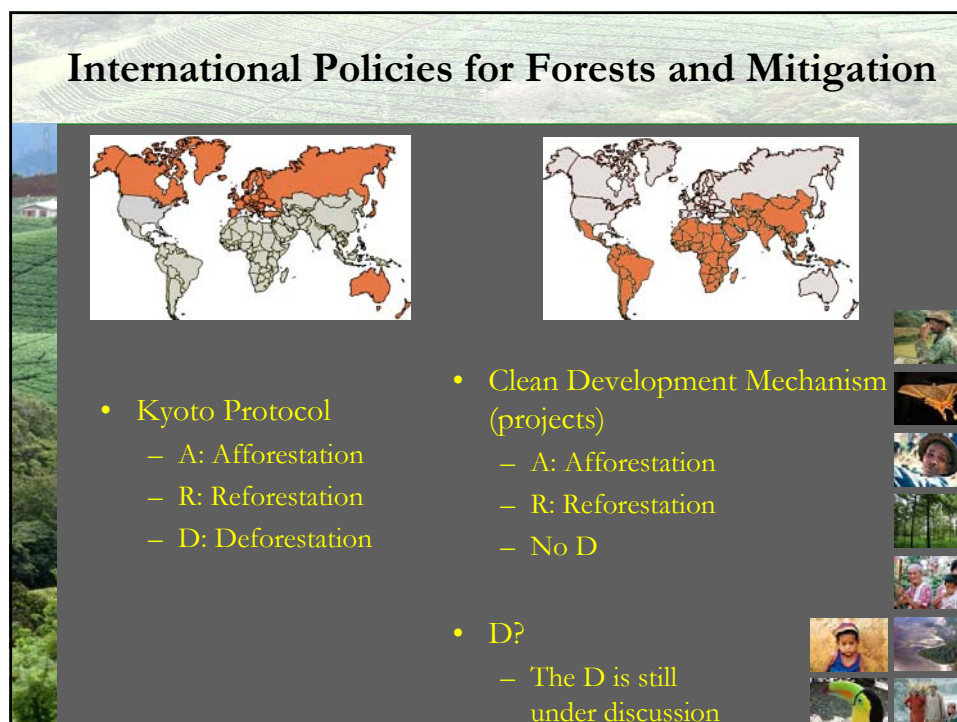 International Policies for Forests and Mitigation
• Kyoto Protocol
– A: Afforestation
– R: Reforestation
– D: Deforestation
• Clean Development Mechanism
(projects)
– A: Afforestation
– R: Reforestation
– No D
• D?
– The D is still
under discussion